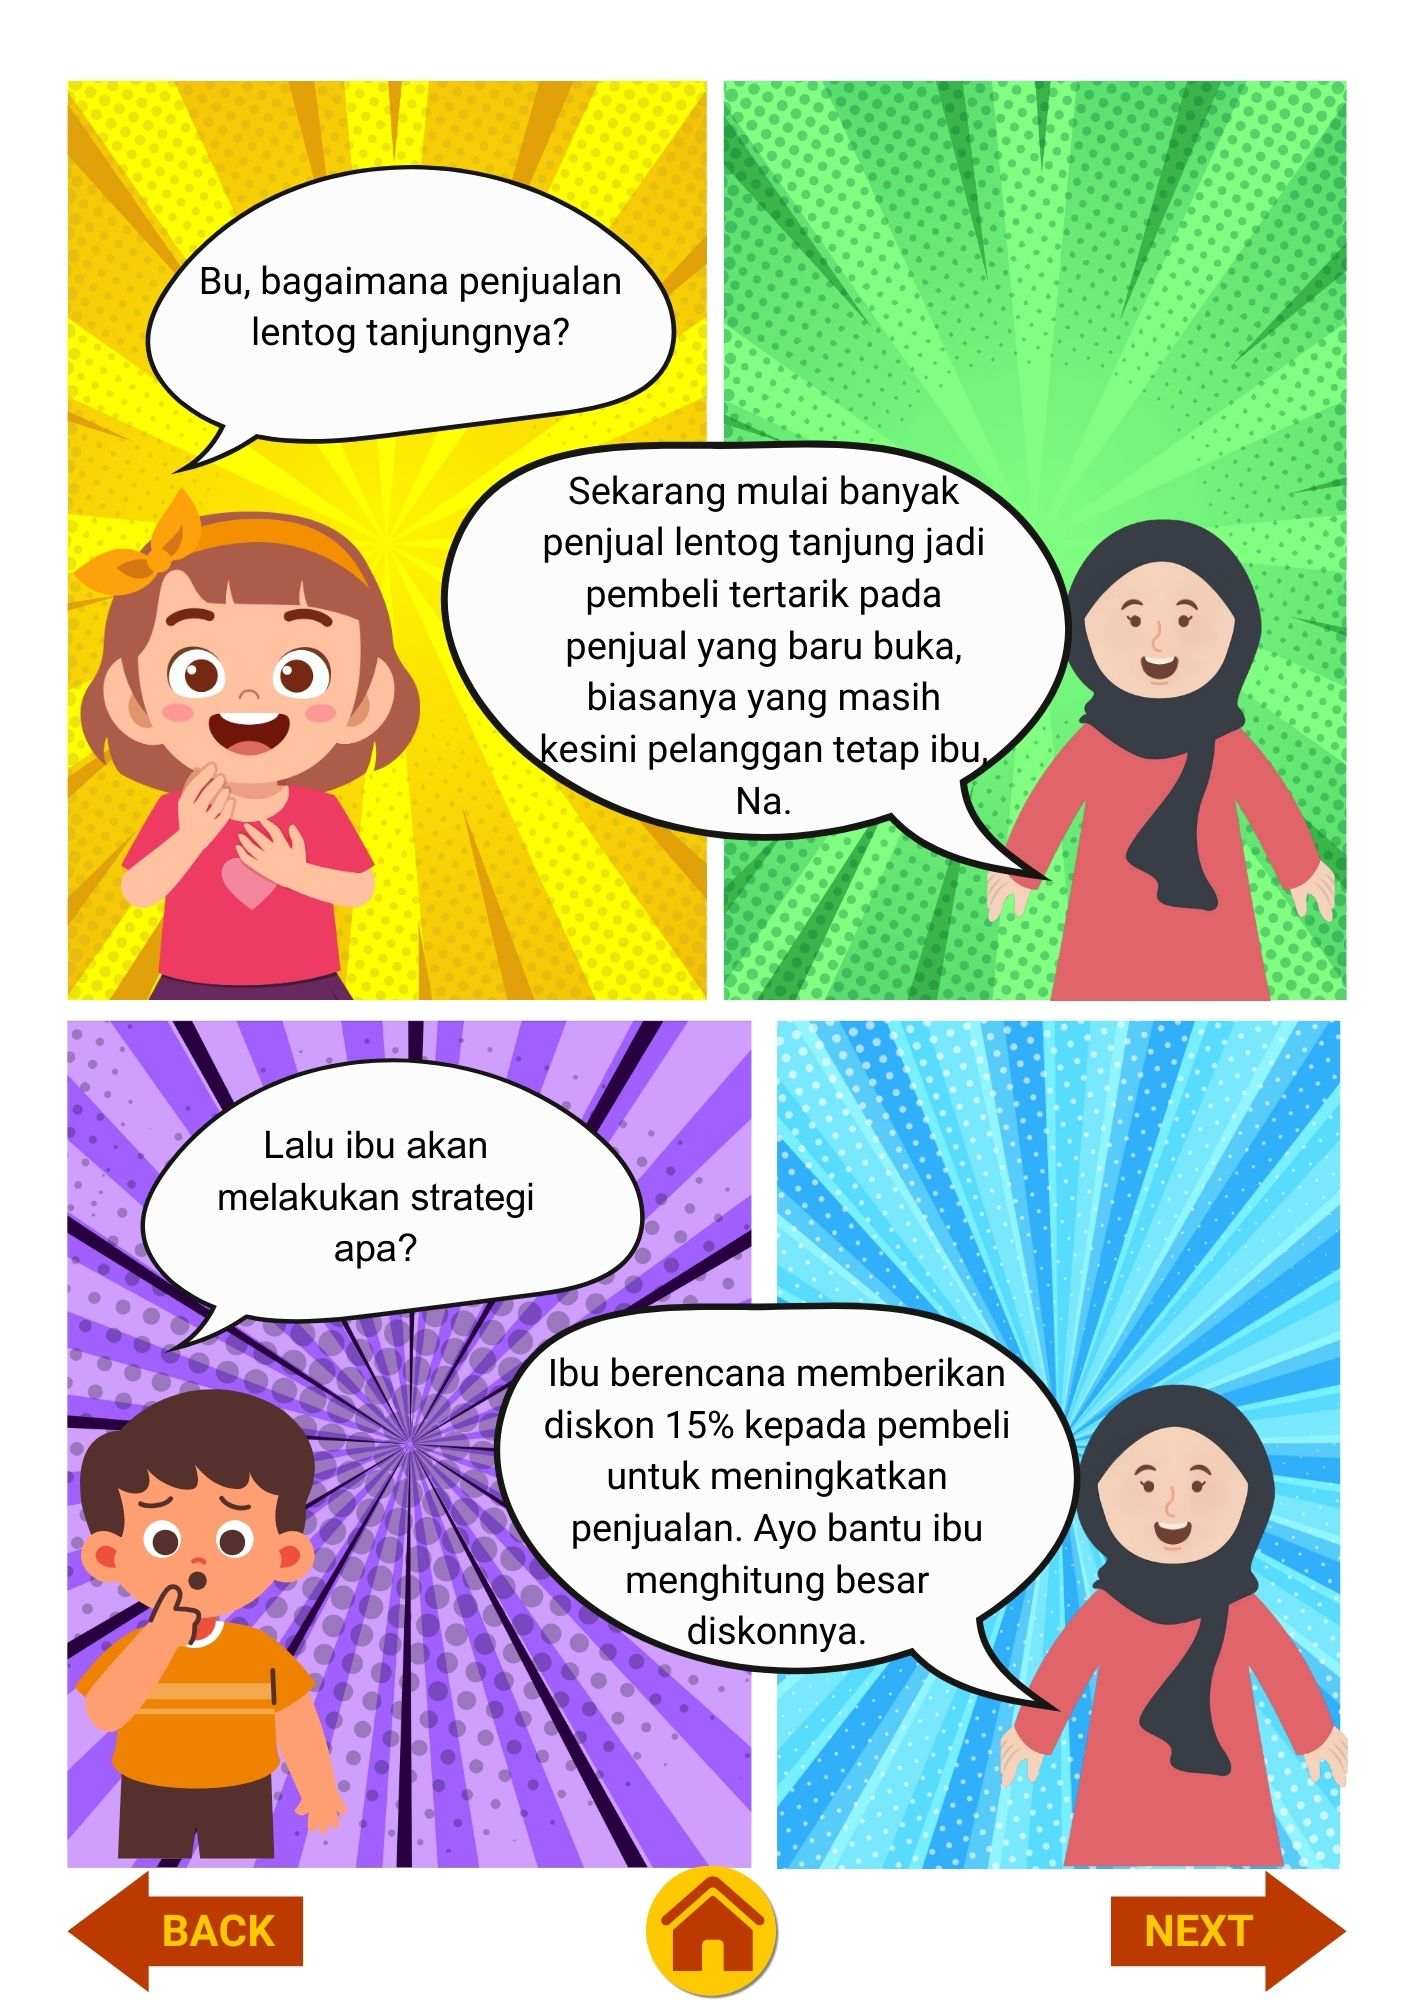 Bu, bagaimana penjualan
lentog tanjungnya?
Sekarang mulai banyak
penjual lentog tanjung jadi
pembeli tertarik pada
penjual yang baru buka,
biasanya yang masih
kesini pelanggan tetap ibu,
Na.
Lalu ibu akan
melakukan strategi
apa?
Ibu berencana memberikan
diskon 15% kepada pembeli
untuk meningkatkan
penjualan. Ayo bantu ibu
menghitung besar
diskonnya.
BACK
NEXT